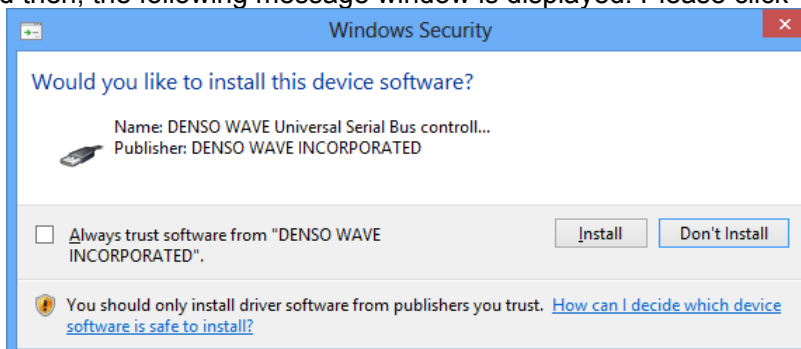 then, the following message window is displayed. Please click
Windows Security
Would you like to install this device software?
Name: DENSO WAVE Universal Serial Bus controll...
Publisher: DENSO WAVE INCORPORATED
Always trust software from "DENSO WAVE
INCORPORATED".
Install
Don't Install
You should only install driver software from publishers you trust. How can I decide which device
software is safe to install?